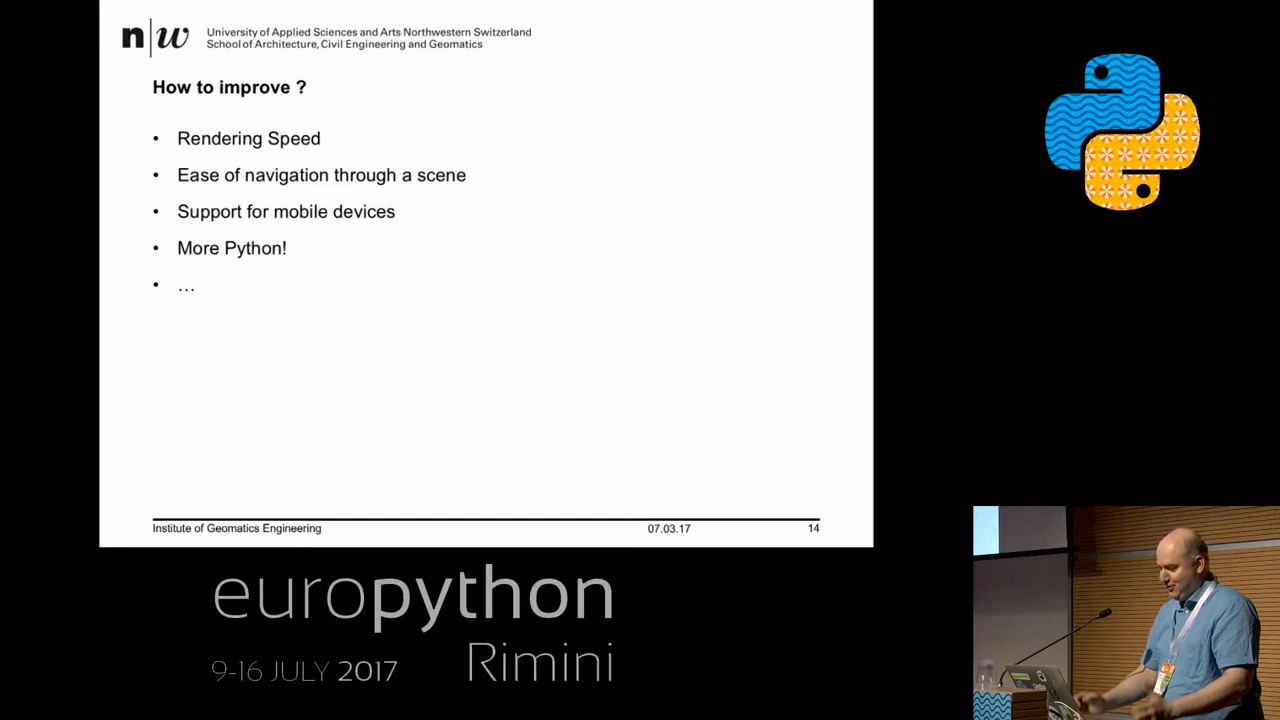 n|w
University of Applied Sciences and Arts Northwestern Switzerland
School of Architecture, Civil Engineering and Geomatics
How to improve ?
• Rendering Speed
• Ease of navigation through a scene
• Support for mobile devices
• More Python!
• …
Institute of Geomatics Engineering 07.03.17 14
europython
Rimini
9-16 JULY 2017